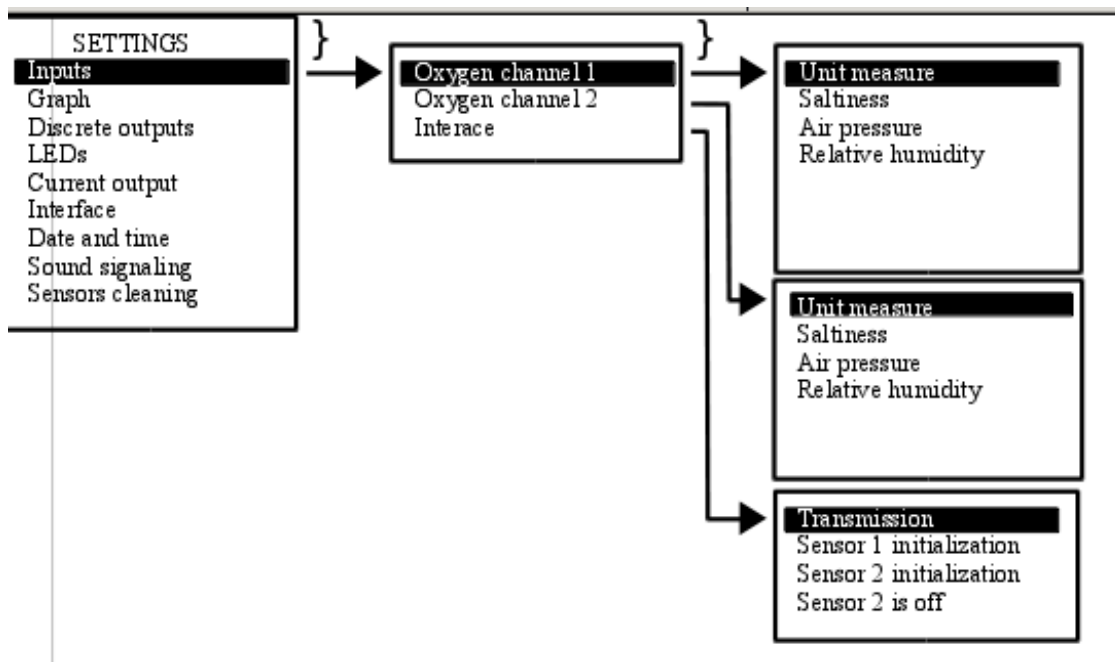 SETTINGS
Inputs
Graph
Discrete outputs
LEDs
Current output
Interface
Date and time
Sound signaling
Sensors cleaning
}
Oxygen channel 1
Oxygen channel 2
Interace
}
Unit measure
Saltiness
Air pressure
Relative humidity
Unit measure
Saltiness
Air pressure
Relative humidity
Transmission
Sensor 1 initialization
Sensor 2 initialization
Sensor 2 is off